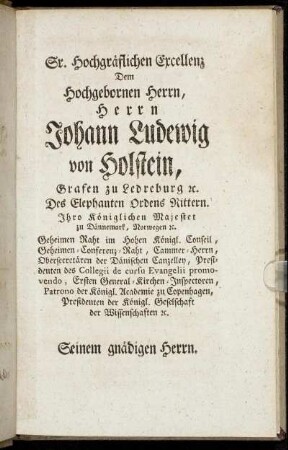 Sr. Hochgräflichen Excellenz
Dem
Hochgebornen Herrn,
Herrn
Johann Ludewig
von Holstein,
Grafen zu Ledreburg ꝛc.
Des Elephanten Ordens Rittern.
Ihro Königlichen Majestet
zu Dännemark, Norwegen ꝛc.
Geheimen Raht im Hohen Königl. Conseil,
Geheimen-Conferenz-Raht, Cammer-Herrn,
Obersecretären der Dänischen Canzelley, Presi-
denten des Collegii de cursu Evangelii promo-
vendo, Ersten General-Kirchen-Inspectoren,
Patrono der Königl. Academie zu Copenhagen,
Presidenten der Königl. Geselschaft
der Wissenschaften ꝛc.
Seinem gnädigen Herrn.